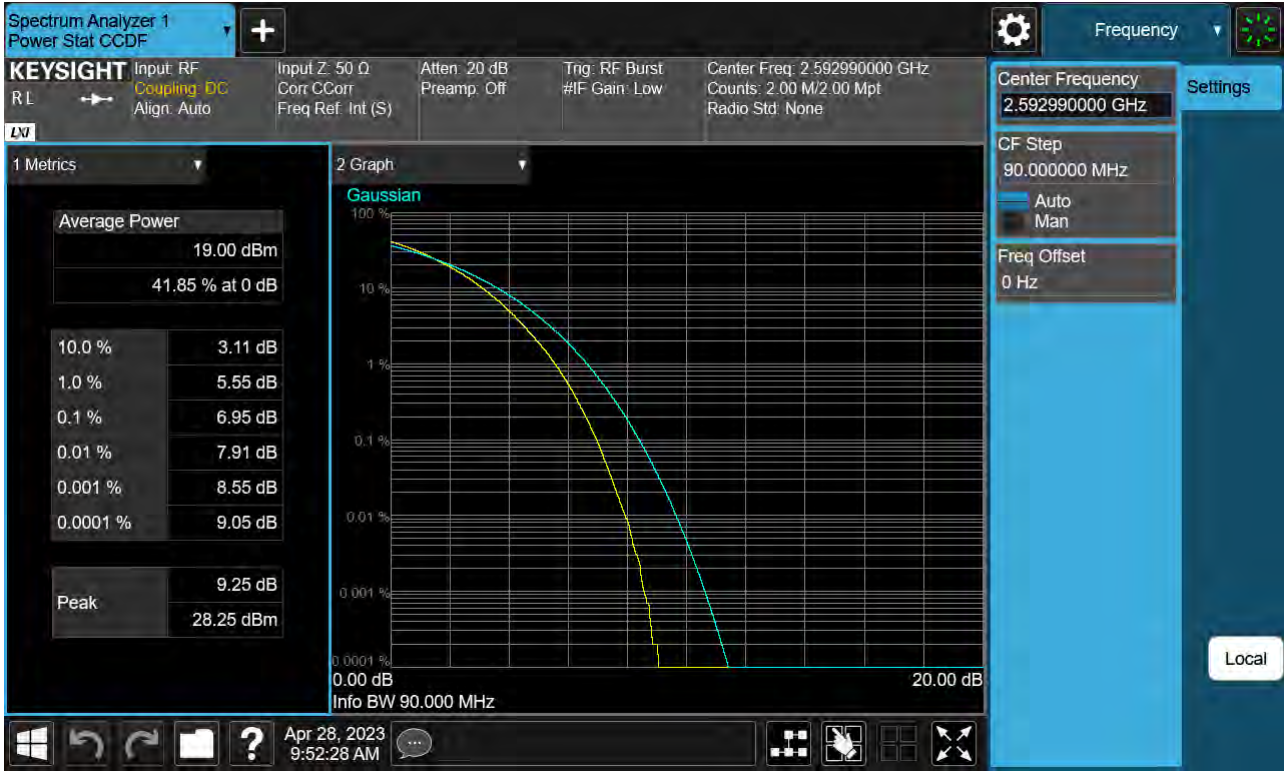 Spectrum Analyzer 1
Power Stat CCDF
Frequency
KEYSIGHT
R L
LXI
Input: RF
Coupling: DC
Align: Auto
Input Z: 50 Ω
Corr CCorr
Freq Ref: Int (S)
Atten: 20 dB
Preamp: Off
Trig: RF Burst
#IF Gain: Low
Center Freq: 2.592990000 GHz
Counts: 2.00 M/2.00 Mpt
Radio Std: None
Center Frequency
2.592990000 GHz
Settings
CF Step
90.000000 MHz
Auto
Man
Freq Offset
0 Hz
Local
1 Metrics
Average Power
19.00 dBm
41.85 % at 0 dB
10.0 % 3.11 dB
1.0 % 5.55 dB
0.1 % 6.95 dB
0.01 % 7.91 dB
0.001 % 8.55 dB
0.0001 % 9.05 dB
Peak
9.25 dB
28.25 dBm
2 Graph
Gaussian
100 %
10 %
1 %
0.1 %
0.01 %
0.001 %
0.0001 %
0.00 dB 20.00 dB
Info BW 90.000 MHz
?
Apr 28, 2023
9:52:28 AM